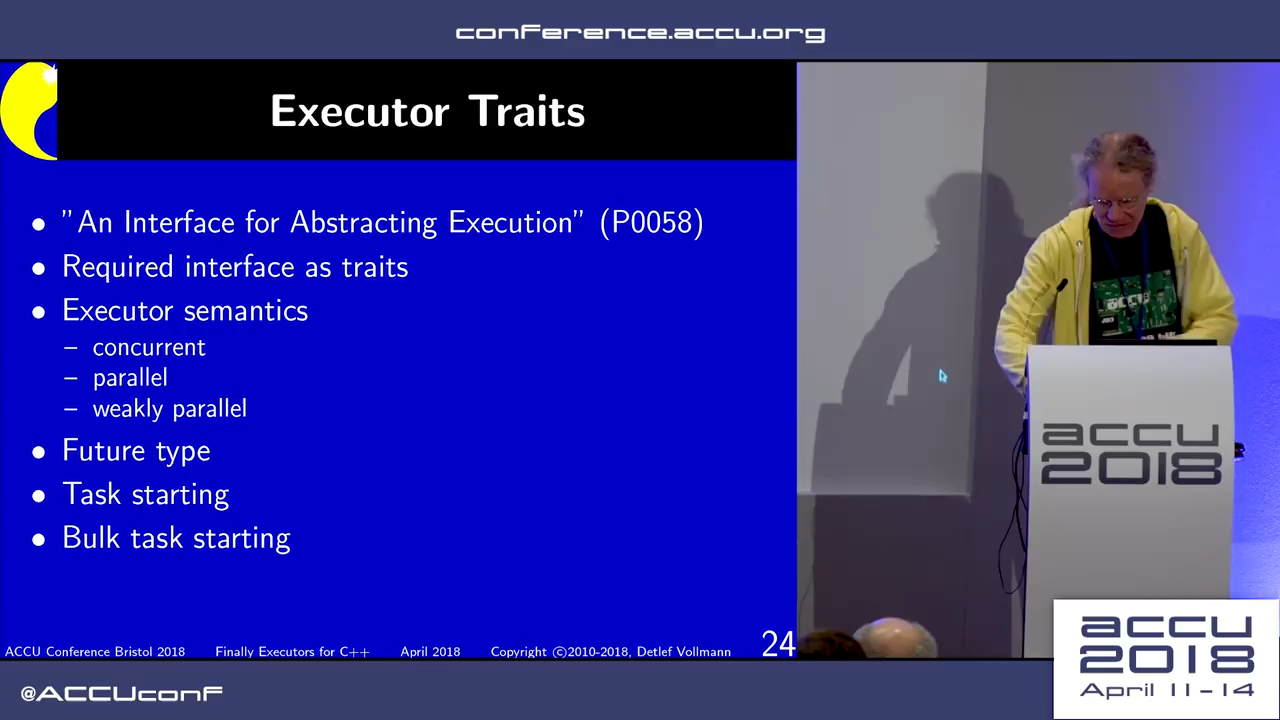 conference.accu.org
Executor Traits
• "An Interface for Abstracting Execution" (P0058)
• Required interface as traits
• Executor semantics
– concurrent
– parallel
– weakly parallel
• Future type
• Task starting
• Bulk task starting
ACCU Conference Bristol 2018 Finally Executors for C++ April 2018 Copyright ©2010-2018, Detlef Vollmann 24
accu
2018
accu
2018
April 11-14
@ACCUconf